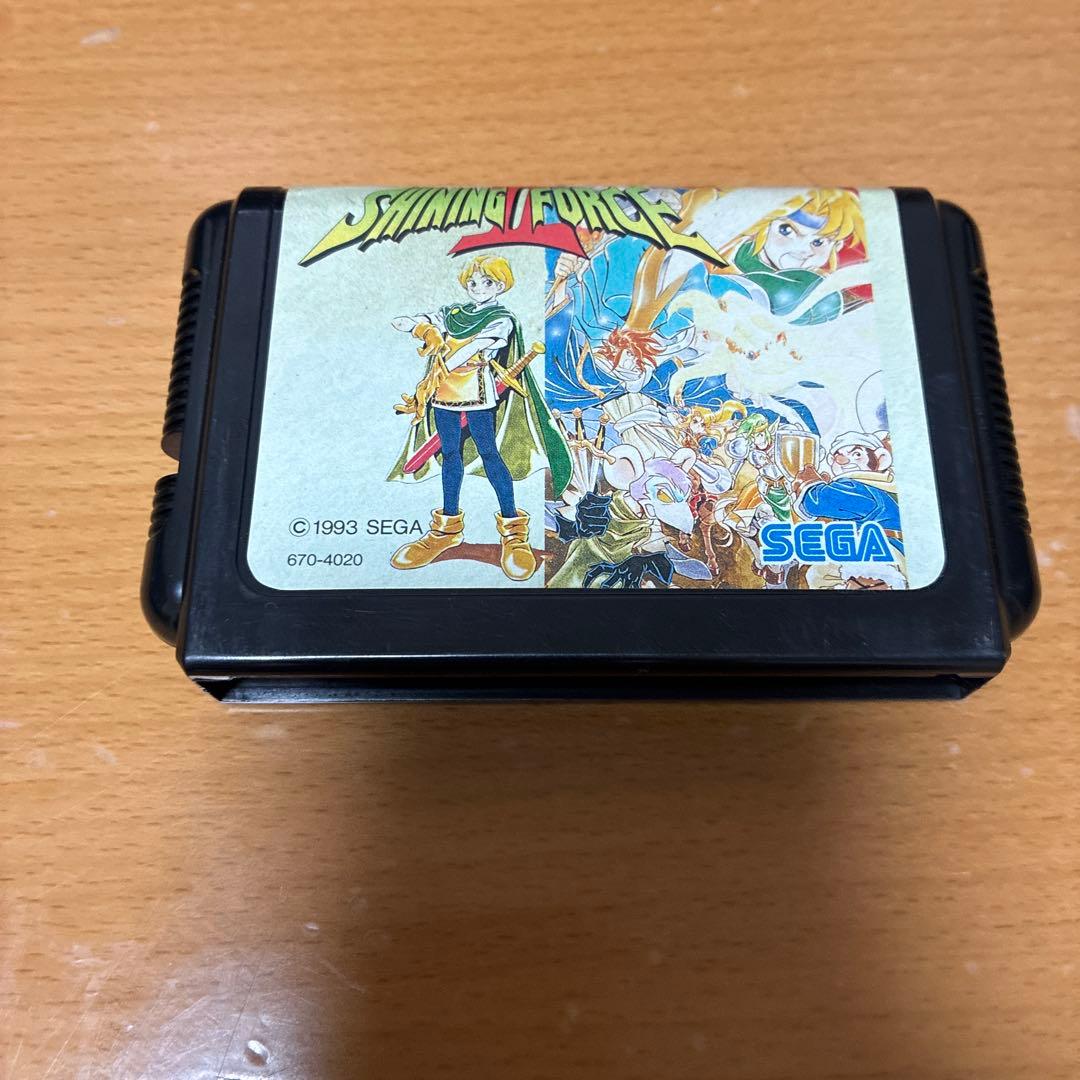 SHINING FORCE
II
© 1993 SEGA
670-4020
SEGA